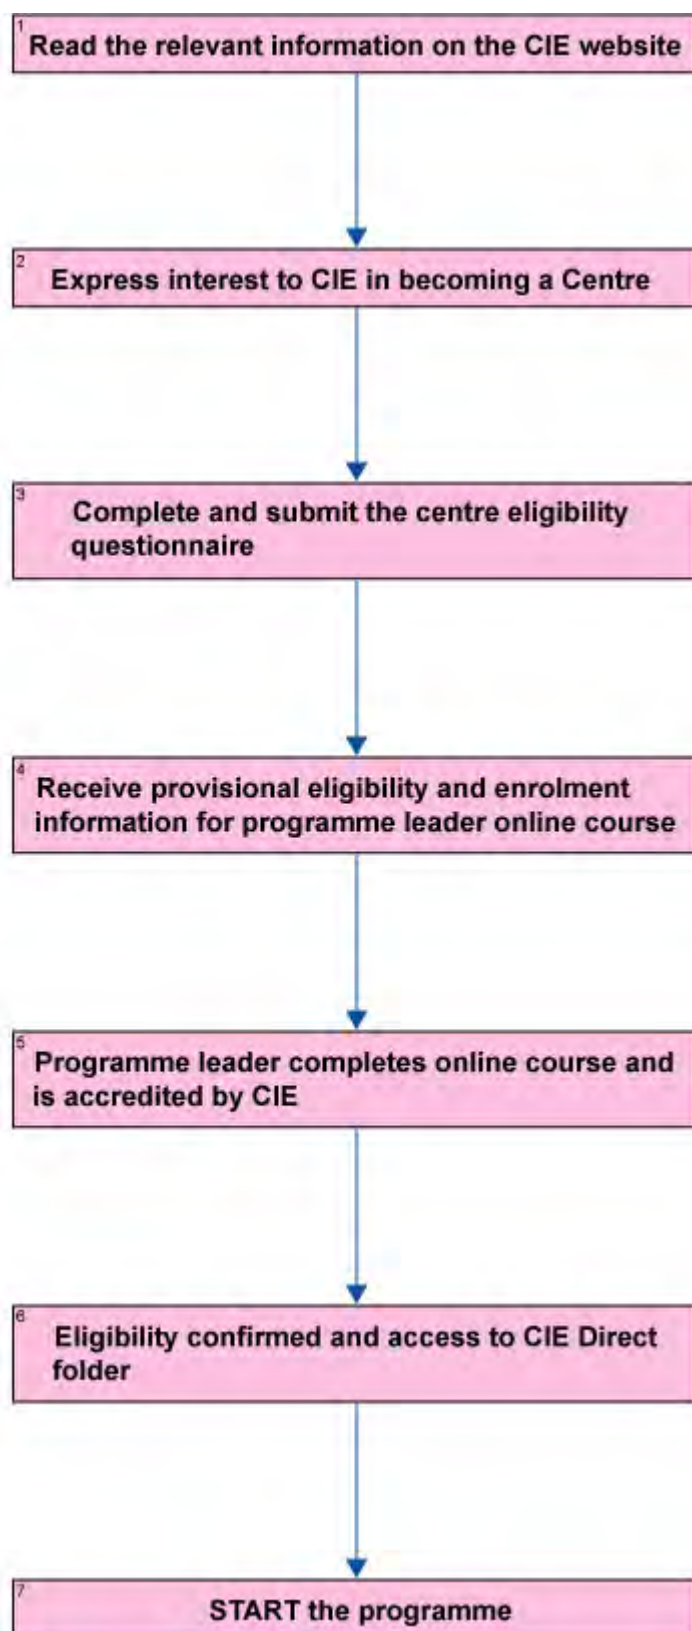 1
Read the relevant information on the CIE website
2
Express interest to CIE in becoming a Centre
3
Complete and submit the centre eligibility
questionnaire
4
Receive provisional eligibility and enrolment
information for programme leader online course
5
Programme leader completes online course and
is accredited by CIE
6
Eligibility confirmed and access to CIE Direct
folder
7
START the programme